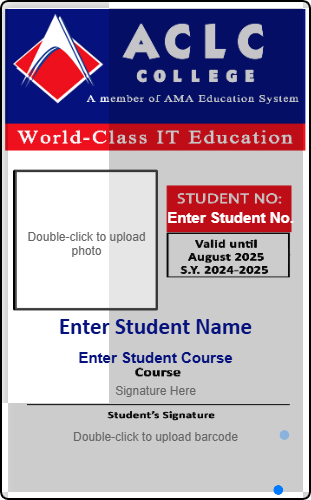 ACLC
COLLEGE
A member of AMA Education System
World-Class IT Education
STUDENT NO:
Enter Student No.
Double-click to upload
photo
Valid until
August 2025
S.Y. 2024-2025
Enter Student Name
Enter Student Course
Course
Signature Here
Student's Signature
Double-click to upload barcode